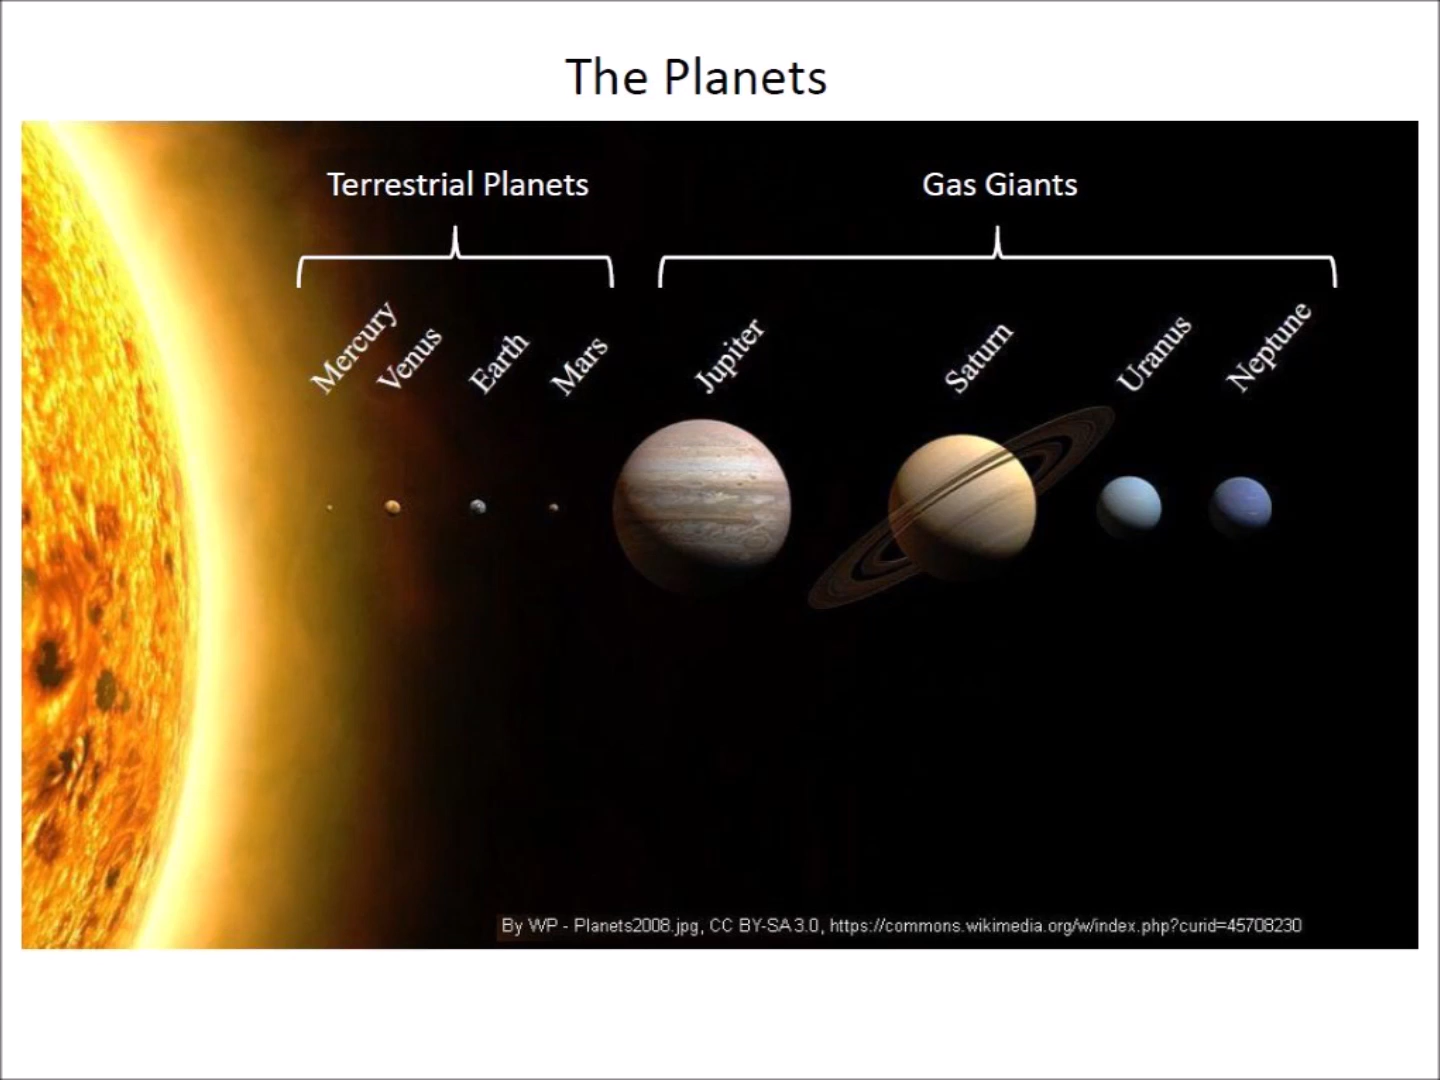 The Planets
Terrestrial Planets
Gas Giants
Mercury
Venus
Earth
Mars
Jupiter
Saturn
Uranus
Neptune
By WP - Planets2008.jpg, CC BY-SA 3.0, https://commons.wikimedia.org/w/index.php?curid=45708230